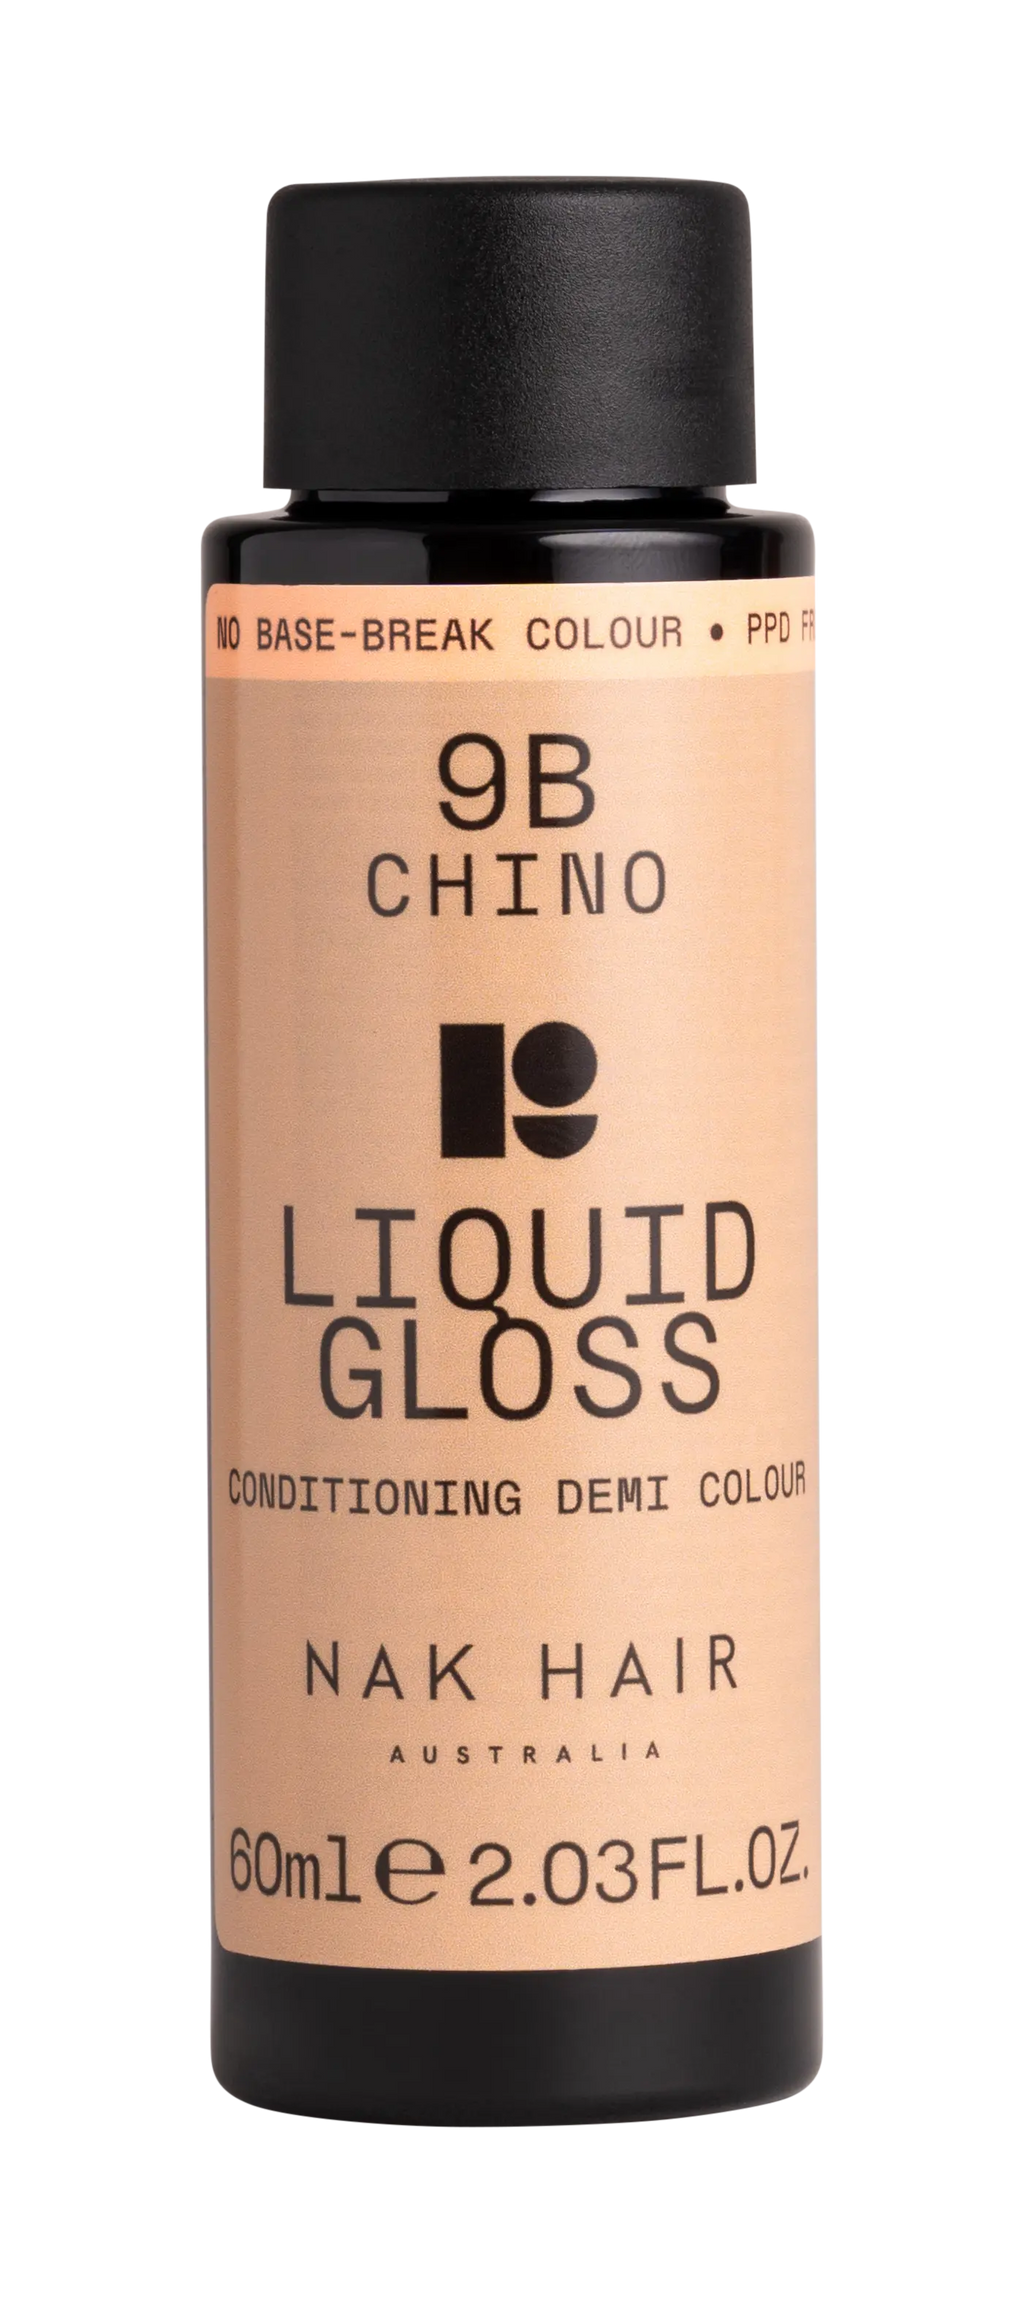 NO BASE-BREAK COLOUR • PPD
9B
CHINO
LIQUID
GLOSS
CONDITIONING DEMI COLOUR
NAK HAIR
AUSTRALIA
60ml e 2.03FL.OZ.